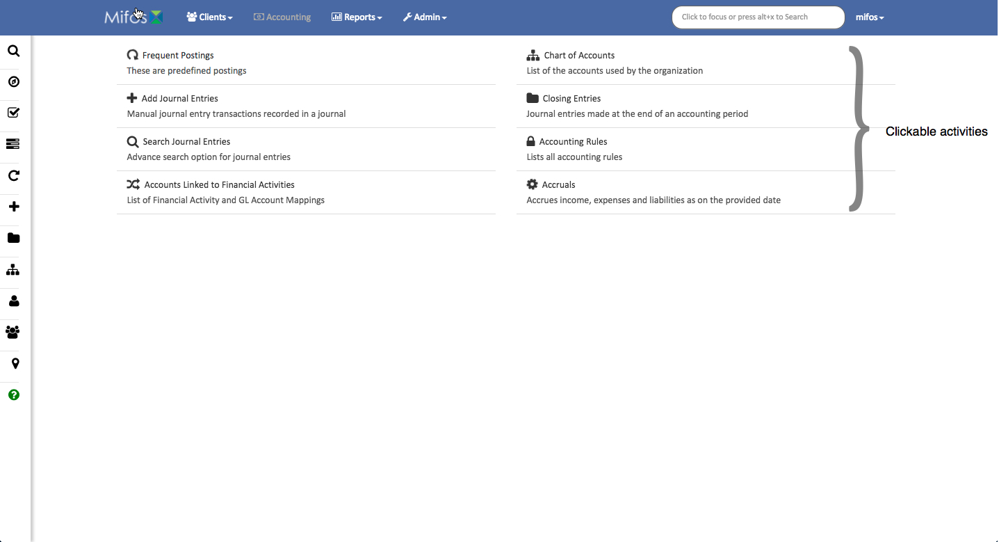 Mifos Clients Accounting Reports Admin Click to focus or press alt+x to Search mifos
Frequent Postings
These are predefined postings
Add Journal Entries
Manual journal entry transactions recorded in a journal
Search Journal Entries
Advance search option for journal entries
Accounts Linked to Financial Activities
List of Financial Activity and GL Account Mappings
Chart of Accounts
List of the accounts used by the organization
Closing Entries
Journal entries made at the end of an accounting period
Accounting Rules
Lists all accounting rules
Accruals
Accrues income, expenses and liabilities as on the provided date
Clickable activities